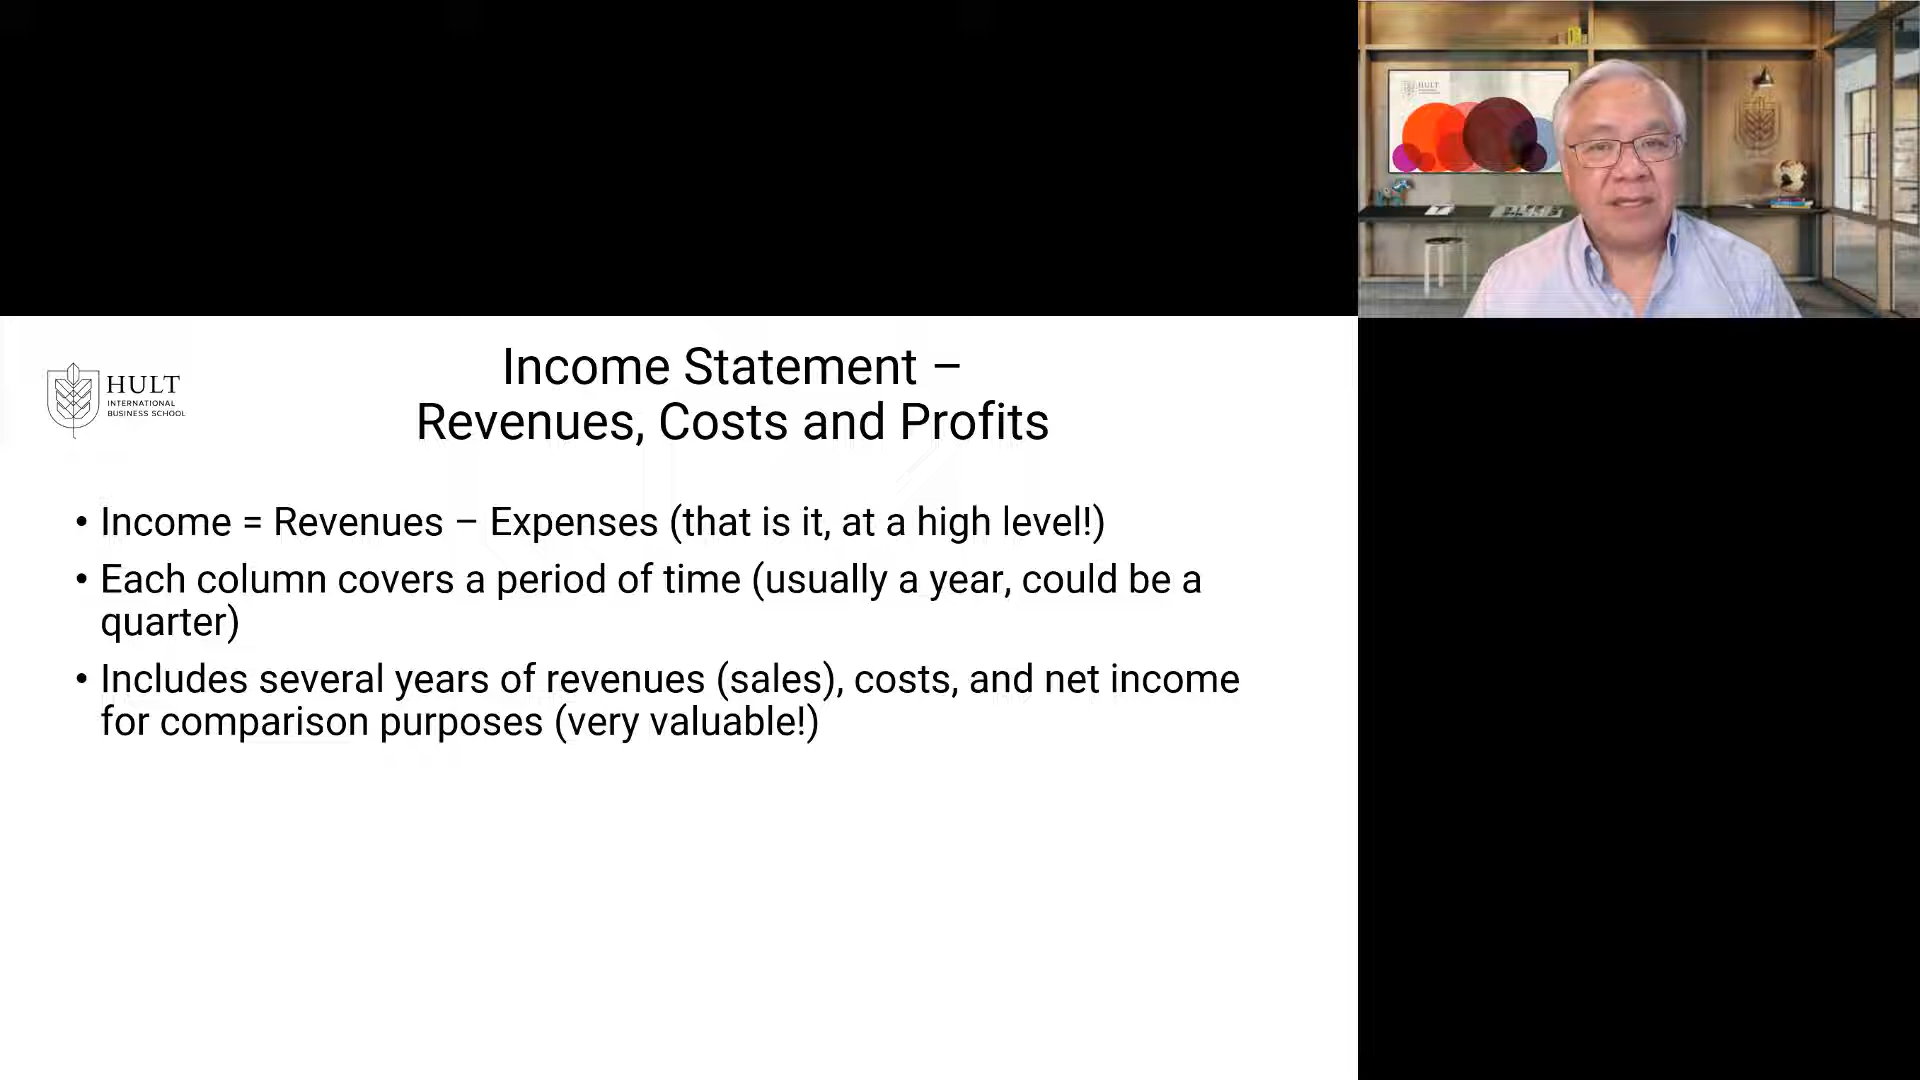 HULT
HULT
INTERNATIONAL
BUSINESS SCHOOL
Income Statement –
Revenues, Costs and Profits
• Income = Revenues – Expenses (that is it, at a high level!)
• Each column covers a period of time (usually a year, could be a
quarter)
• Includes several years of revenues (sales), costs, and net income
for comparison purposes (very valuable!)